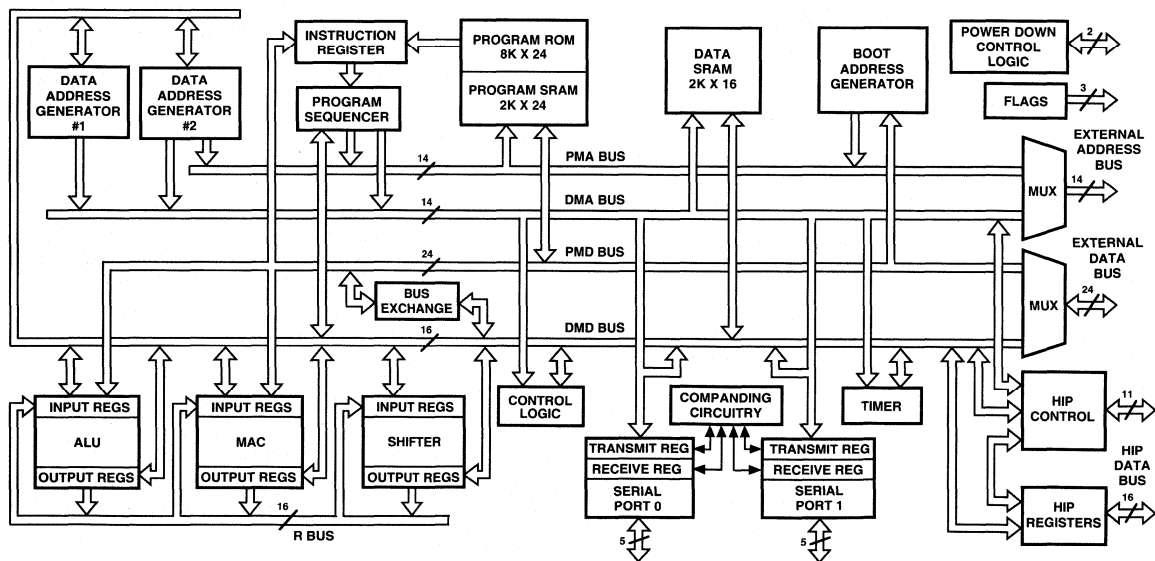 INSTRUCTION
REGISTER
PROGRAM ROM
8K X 24
PROGRAM SRAM
2K X 24
DATA
SRAM
2K X 16
BOOT
ADDRESS
GENERATOR
POWER DOWN
CONTROL
LOGIC
2
FLAGS
3
DATA
ADDRESS
GENERATOR
#1
DATA
ADDRESS
GENERATOR
#2
PROGRAM
SEQUENCER
EXTERNAL
ADDRESS
BUS
14
MUX
14
PMA BUS
14
DMA BUS
EXTERNAL
DATA
BUS
24
MUX
24
PMD BUS
BUS
EXCHANGE
16
DMD BUS
INPUT REGS
ALU
OUTPUT REGS
INPUT REGS
MAC
OUTPUT REGS
INPUT REGS
SHIFTER
OUTPUT REGS
16
R BUS
CONTROL
LOGIC
COMPANDING
CIRCUITRY
TIMER
TRANSMIT REG
RECEIVE REG
SERIAL
PORT 0
5
TRANSMIT REG
RECEIVE REG
SERIAL
PORT 1
5
HIP
CONTROL
11
HIP
DATA
BUS
16
HIP
REGISTERS